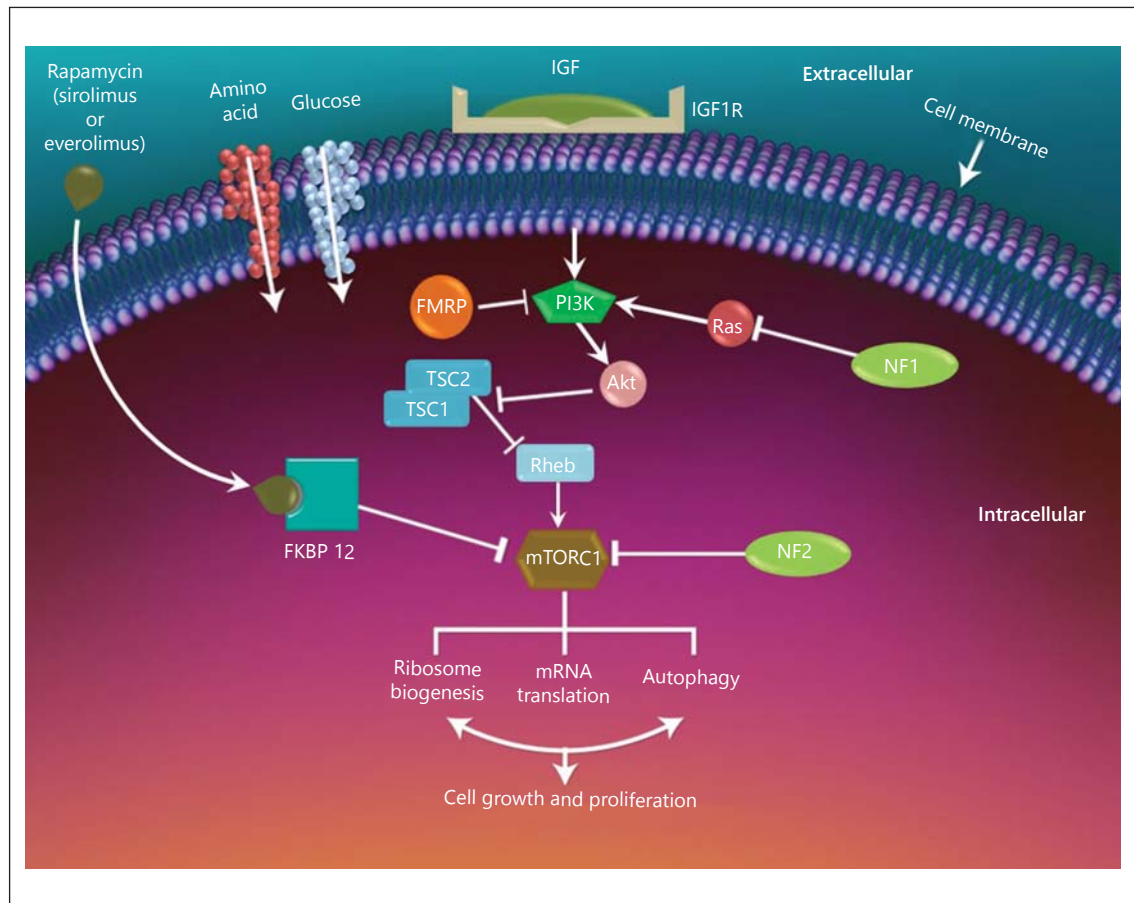 Rapamycin
(sirolimus
or
everolimus)
Amino
acid
Glucose
IGF
IGF1R
Extracellular
Cell membrane
FMRP
PI3K
Ras
NF1
TSC2
TSC1
Akt
Rheb
Intracellular
FKBP 12
mTORC1
NF2
Ribosome
biogenesis
mRNA
translation
Autophagy
Cell growth and proliferation